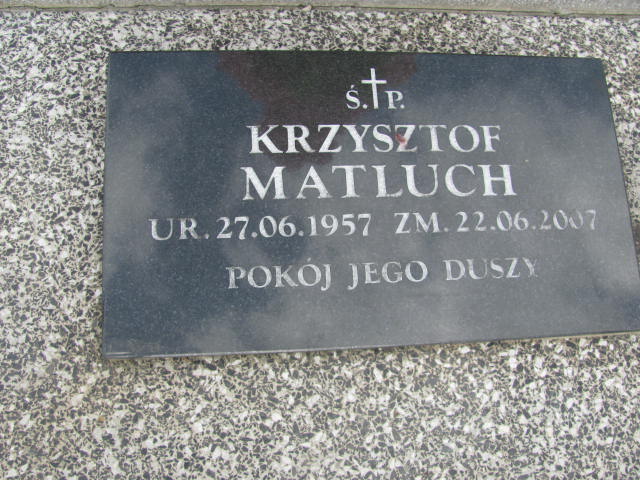 Ś.P.
KRZYSZTOF
MATLUCH
UR. 27.06.1957 ZM. 22.06.2007
POKÓJ JEGO DUSZY